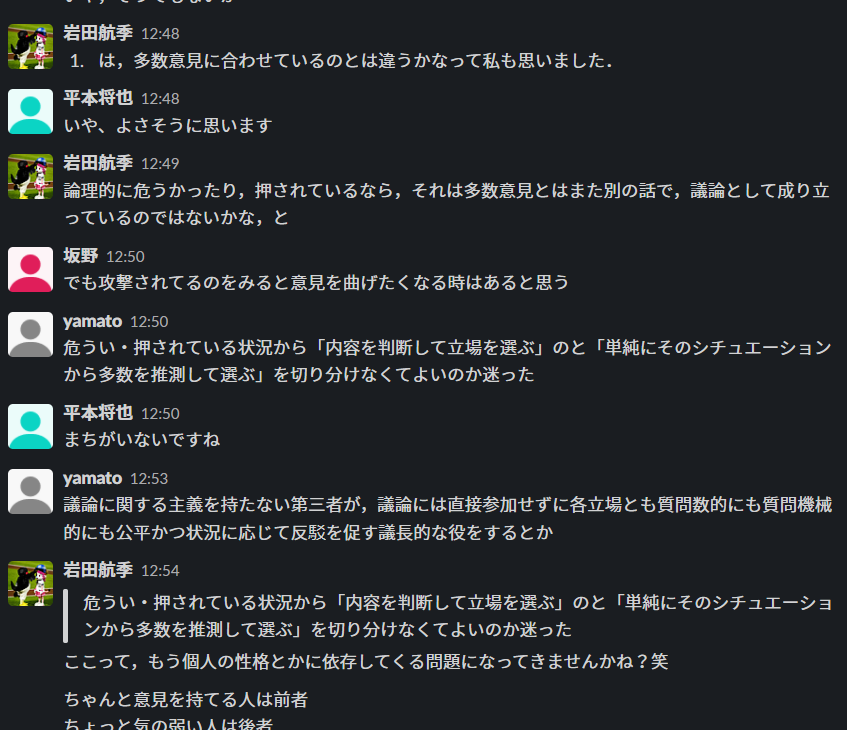 岩田航季 12:48
1. は，多数意見に合わせているのとは違うかなって私も思いました．
平本将也 12:48
いや、よさそうに思います
岩田航季 12:49
論理的に危うかったり，押されているなら，それは多数意見とはまた別の話で，議論として成り立
っているのではないかな，と
坂野 12:50
でも攻撃されてるのをみると意見を曲げたくなる時はあると思う
yamato 12:50
危うい・押されている状況から「内容を判断して立場を選ぶ」のと「単純にそのシチュエーション
から多数を推測して選ぶ」を切り分けなくてよいのか迷った
平本将也 12:50
まちがいないですね
yamato 12:53
議論に関する主義を持たない第三者が，議論には直接参加せずに各立場とも質問数的にも質問機械
的にも公平かつ状況に応じて反駁を促す議長的な役をするとか
岩田航季 12:54
危うい・押されている状況から「内容を判断して立場を選ぶ」のと「単純にそのシチュエーショ
ンから多数を推測して選ぶ」を切り分けなくてよいのか迷った
ここって，もう個人の性格とかに依存してくる問題になってきませんかね？笑
ちゃんと意見を持てる人は前者
ちょっと気の弱い人は後者